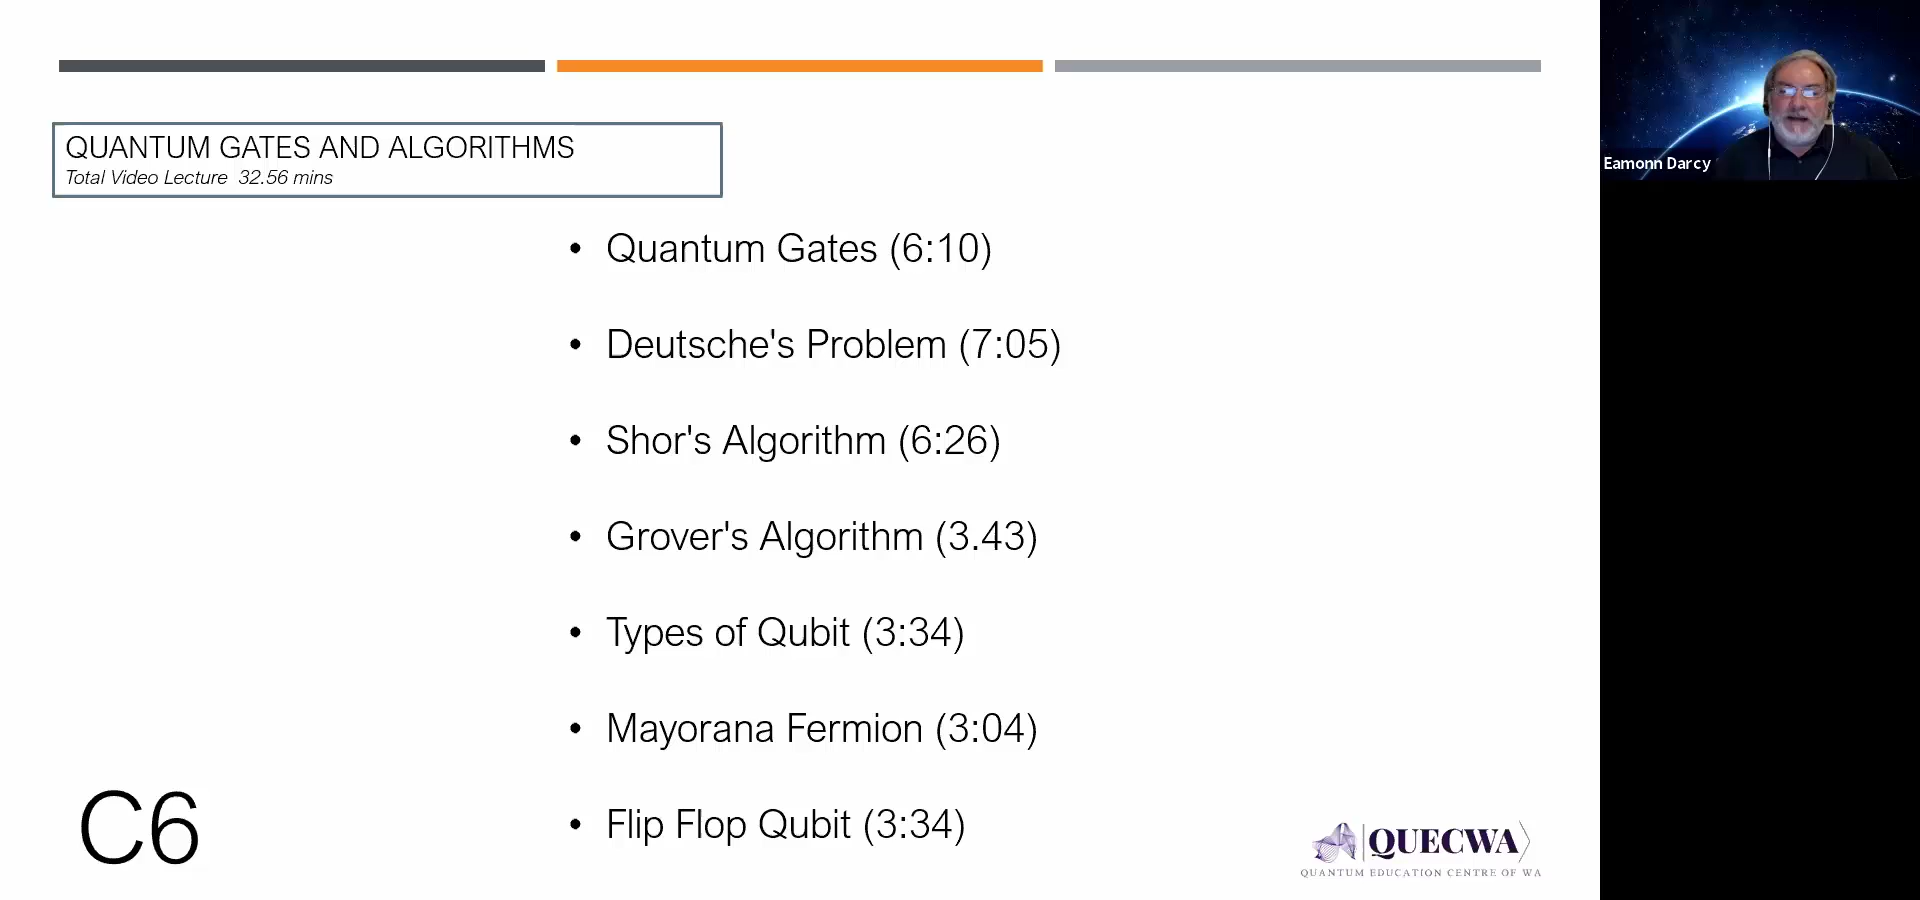 QUANTUM GATES AND ALGORITHMS
Total Video Lecture 32.56 mins
• Quantum Gates (6:10)
• Deutsche's Problem (7:05)
• Shor's Algorithm (6:26)
• Grover's Algorithm (3.43)
• Types of Qubit (3:34)
• Mayorana Fermion (3:04)
• Flip Flop Qubit (3:34)
C6
QUECWA
QUANTUM EDUCATION CENTRE OF WA
Eamonn Darcy